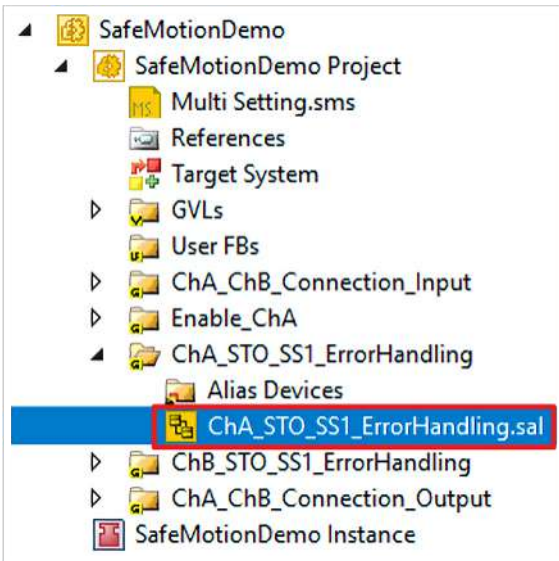 SafeMotionDemo
SafeMotionDemo Project
MS Multi Setting.sms
References
Target System
GVLs
User FBs
ChA_ChB_Connection_Input
Enable_ChA
ChA_STO_SS1_ErrorHandling
Alias Devices
ChA_STO_SS1_ErrorHandling.sal
ChB_STO_SS1_ErrorHandling
ChA_ChB_Connection_Output
SafeMotionDemo Instance